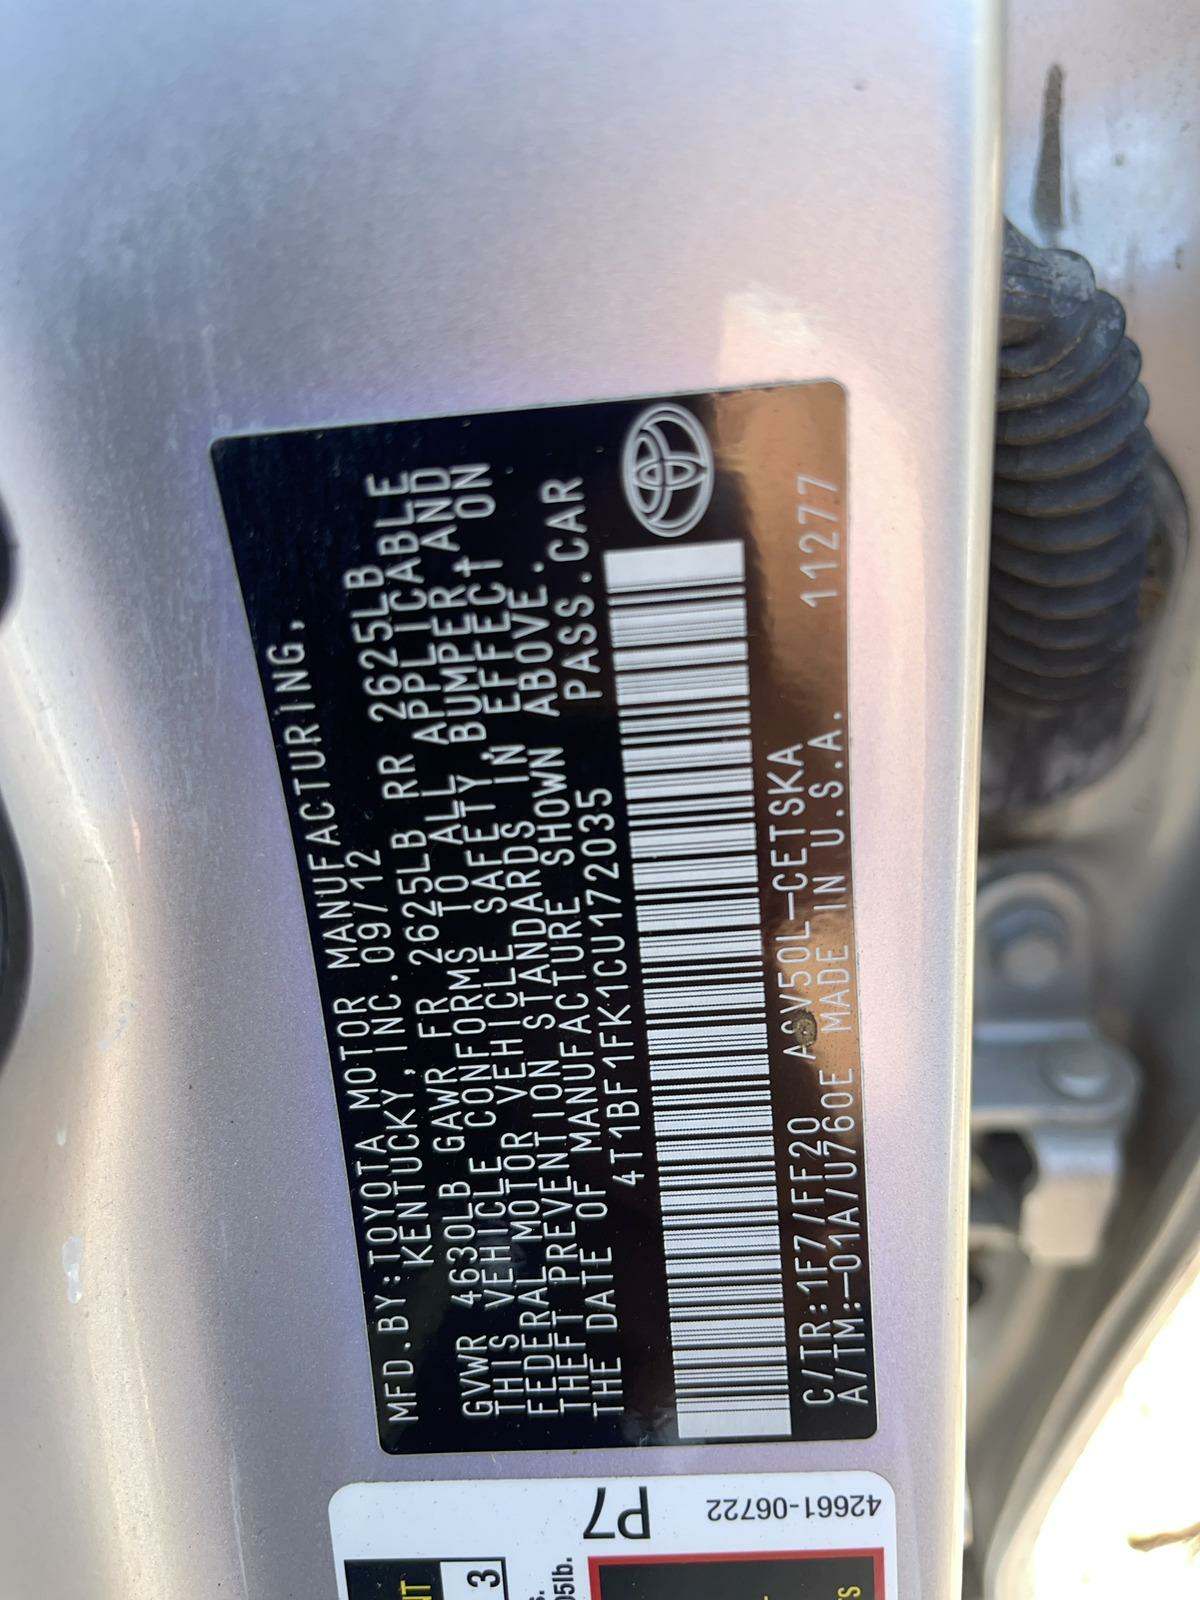 MFD.BY:TOYOTA MOTOR MANUFACTURING,
KENTUCKY,INC.09/12
GVWR 4630LB GAWR FR 2625LB RR 2625LB
THIS VEHICLE CONFORMS TO ALL APPLICABLE
FEDERAL MOTOR VEHICLE SAFETY,BUMPER,AND
THEFT PREVENTION STANDARDS IN EFFECT ON
THE DATE OF MANUFACTURE SHOWN ABOVE.
4T1BF1FK1CU172035 PASS.CAR
C/TR:1F7/FF20 ASV50L-CETSKA 11277
A/TM:-01A/U760E MADE IN U.S.A.
P7
42661-06722
3